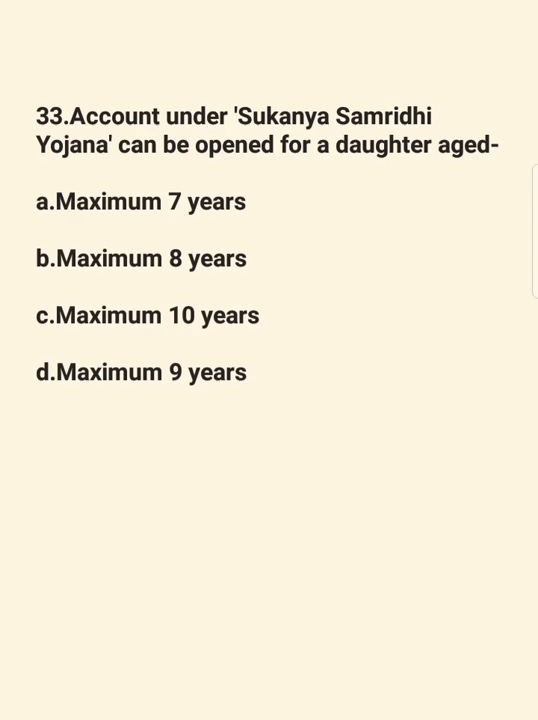 33.Account under 'Sukanya Samridhi
Yojana' can be opened for a daughter aged-
a.Maximum 7 years
b.Maximum 8 years
c.Maximum 10 years
d.Maximum 9 years